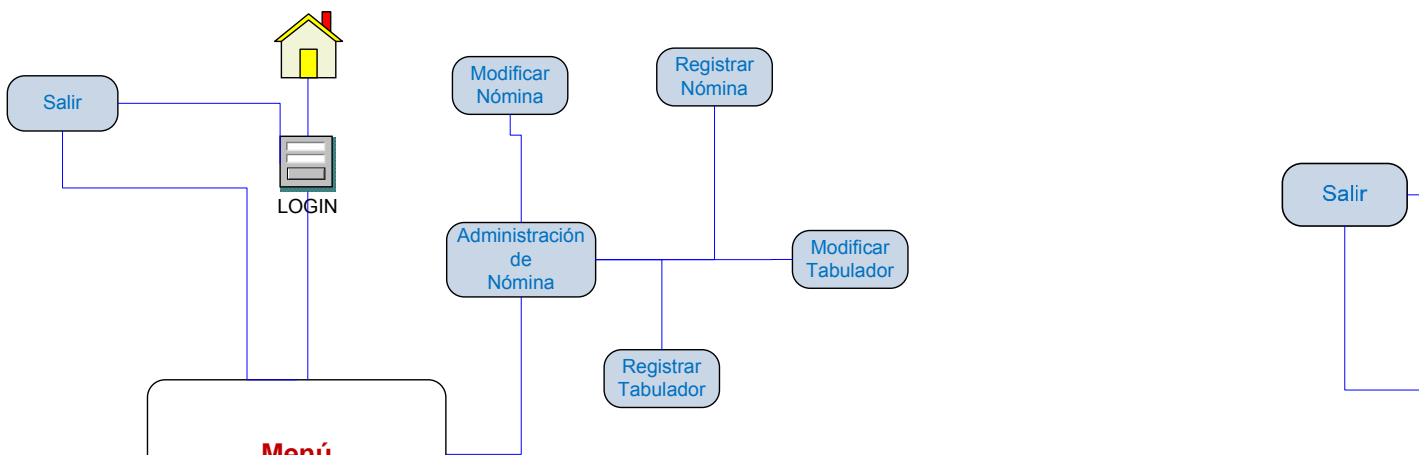 Salir
LOGIN
Modificar
Nómina
Registrar
Nómina
Administración
de
Nómina
Modificar
Tabulador
Registrar
Tabulador
Menú
Salir